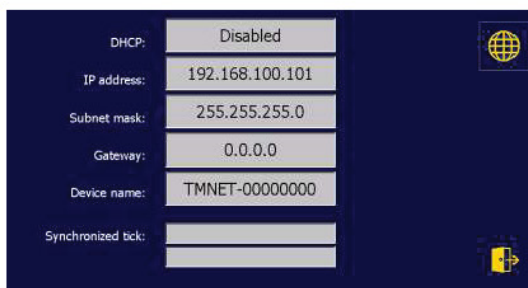 DHCP: Disabled
IP address: 192.168.100.101
Subnet mask: 255.255.255.0
Gateway: 0.0.0.0
Device name: TMNET-00000000
Synchronized tick: